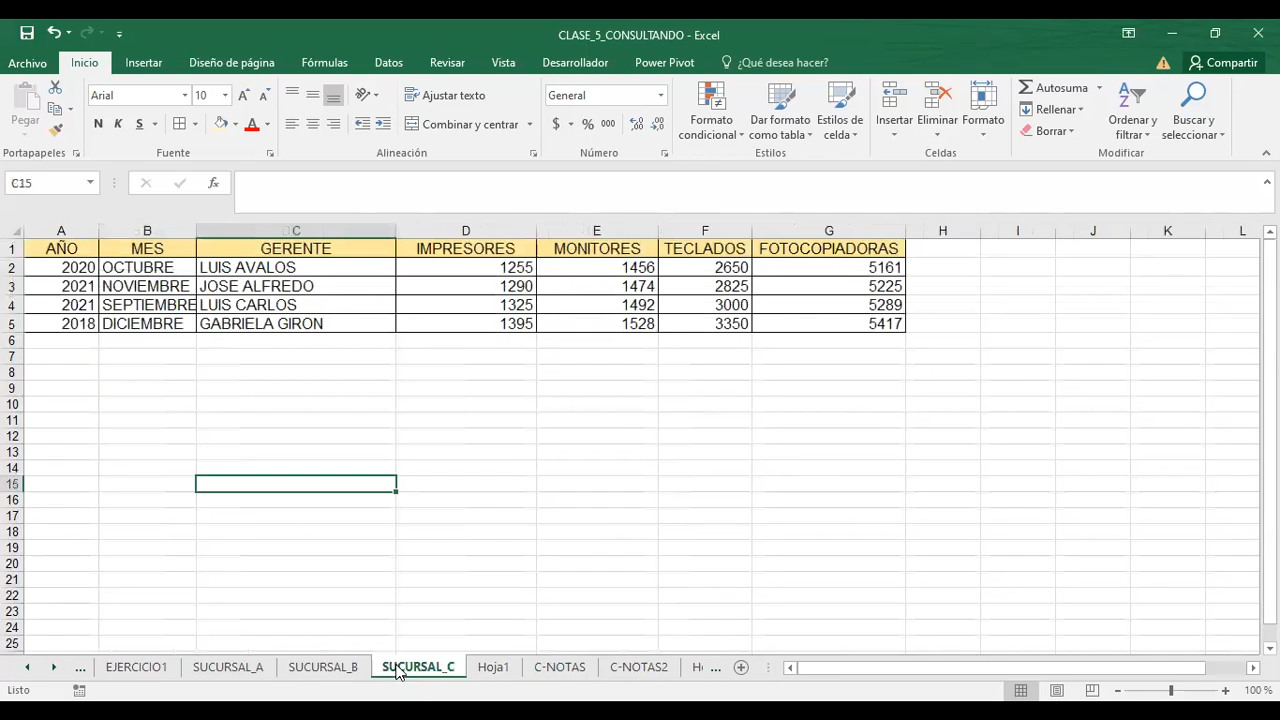 CLASE_5_CONSULTANDO - Excel
Archivo Inicio Insertar Diseño de página Fórmulas Datos Revisar Vista Desarrollador Power Pivot ¿Qué desea hacer? Compartir
Pegar
Arial 10
N K S
Ajustar texto
Combinar y centrar
General
$ % 000
Formato condicional
Dar formato como tabla
Estilos de celda
Insertar
Eliminar
Formato
Autosuma
Rellenar
Borrar
Ordenar y filtrar
Buscar y seleccionar
Portapapeles Fuente Alineación Número Estilos Celdas Modificar
C15 fx
A B C D E F G H I J K L
1 AÑO MES GERENTE IMPRESORES MONITORES TECLADOS FOTOCOPIADORAS
2 2020 OCTUBRE LUIS AVALOS 1255 1456 2650 5161
3 2021 NOVIEMBRE JOSE ALFREDO 1290 1474 2825 5225
4 2021 SEPTIEMBRE LUIS CARLOS 1325 1492 3000 5289
5 2018 DICIEMBRE GABRIELA GIRON 1395 1528 3350 5417
6
7
8
9
10
11
12
13
14
15
16
17
18
19
20
21
22
23
24
25
... EJERCICIO1 SUCURSAL_A SUCURSAL_B SUCURSAL_C Hoja1 C-NOTAS C-NOTAS2 ...
Listo 100 %